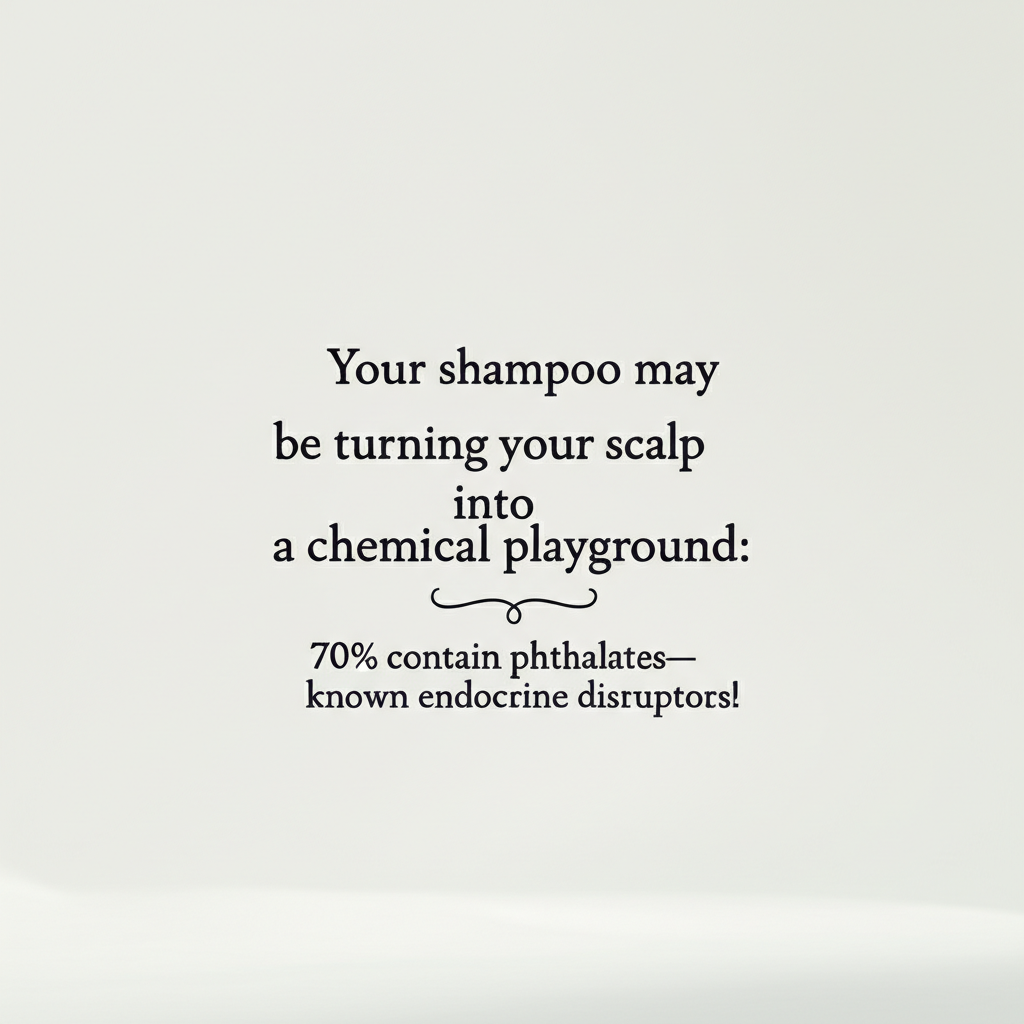 Your shampoo may
be turning your scalp
into
a chemical playground:
70% contain phthalates—
known endocrine disruptors!